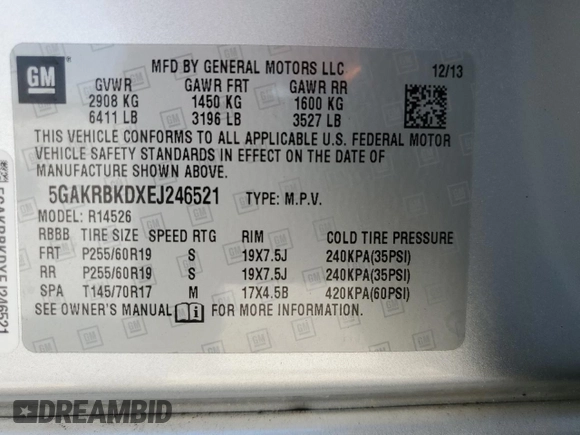 GM
MFD BY GENERAL MOTORS LLC 12/13
GVWR GAWR FRT GAWR RR
2908 KG 1450 KG 1600 KG
6411 LB 3196 LB 3527 LB
THIS VEHICLE CONFORMS TO ALL APPLICABLE U.S. FEDERAL MOTOR
VEHICLE SAFETY STANDARDS IN EFFECT ON THE DATE OF
MANUFACTURE SHOWN ABOVE.
5GAKRBKDXEJ246521 TYPE: M.P.V.
MODEL: R14526
RBBB TIRE SIZE SPEED RTG RIM COLD TIRE PRESSURE
FRT P255/60R19 S 19X7.5J 240KPA(35PSI)
RR P255/60R19 S 19X7.5J 240KPA(35PSI)
SPA T145/70R17 M 17X4.5B 420KPA(60PSI)
SEE OWNER'S MANUAL FOR MORE INFORMATION.
5GAKRBKDXEJ246521
DREAMBID